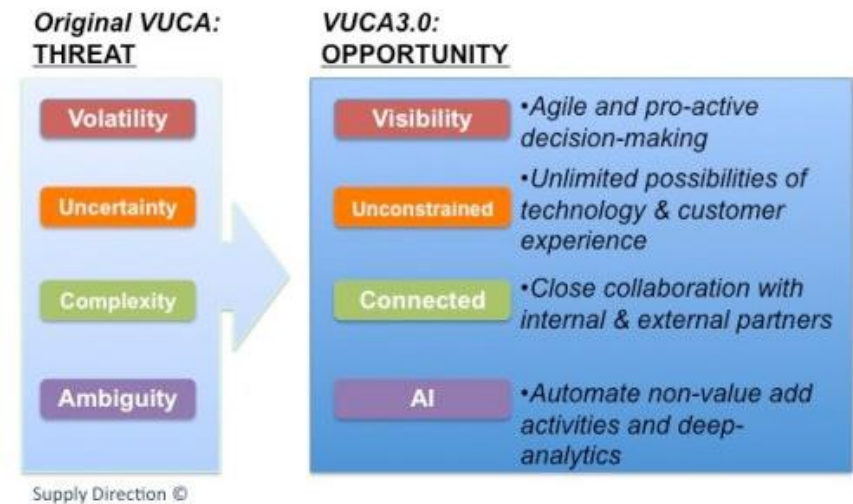 Original VUCA:
THREAT
Volatility
Uncertainty
Complexity
Ambiguity
VUCA3.0:
OPPORTUNITY
Visibility
•Agile and pro-active
decision-making
Unconstrained
•Unlimited possibilities of
technology & customer
experience
Connected
•Close collaboration with
internal & external partners
AI
•Automate non-value add
activities and deep-
analytics
Supply Direction ©